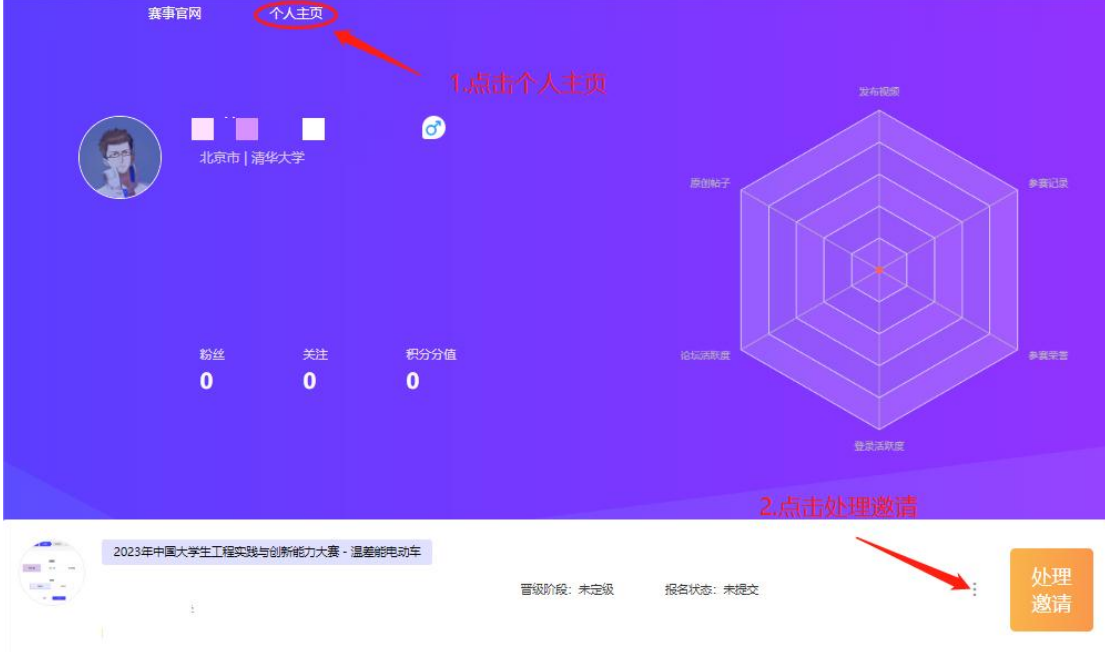 赛事官网
个人主页
1.点击个人主页
北京市 | 清华大学
发布视频
原创帖子
参赛记录
论坛活跃度
参赛荣誉
登录活跃度
粉丝
关注
积分分值
0
0
0
2.点击处理邀请
2023年中国大学生工程实践与创新能力大赛 - 温差能电动车
晋级阶段：未定级
报名状态：未提交
处理
邀请